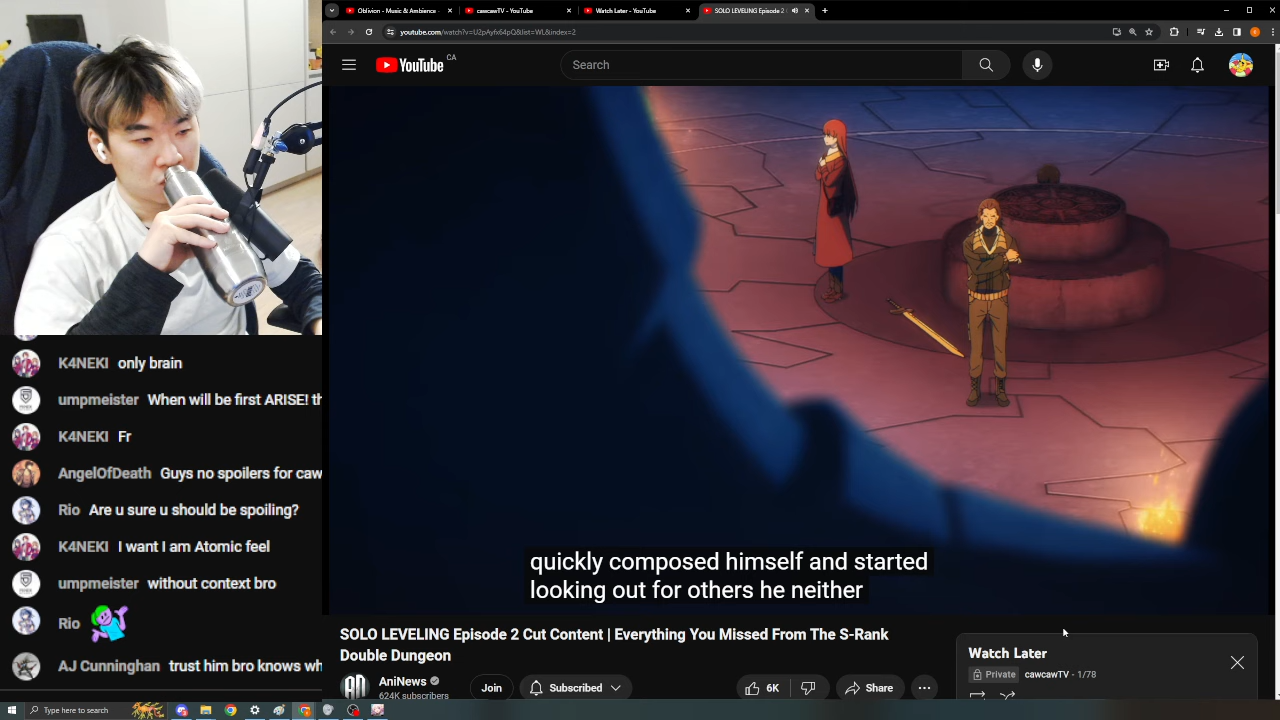 Oblivion - Music & Ambience -
cawcawTV - YouTube
Watch Later - YouTube
SOLO LEVELING Episode 2
youtube.com/watch?v=U2pAyfx64pQ&list=WL&index=2
YouTube CA
Search
K4NEKI only brain
umpmeister When will be first ARISE! th
K4NEKI Fr
AngelOfDeath Guys no spoilers for caw
Rio Are u sure u should be spoiling?
K4NEKI I want I am Atomic feel
umpmeister without context bro
Rio
AJ Cunninghan trust him bro knows wh
quickly composed himself and started
looking out for others he neither
SOLO LEVELING Episode 2 Cut Content | Everything You Missed From The S-Rank
Double Dungeon
AniNews
624K subscribers
Join
Subscribed
6K
Share
Watch Later
Private cawcawTV - 1/78
Type here to search